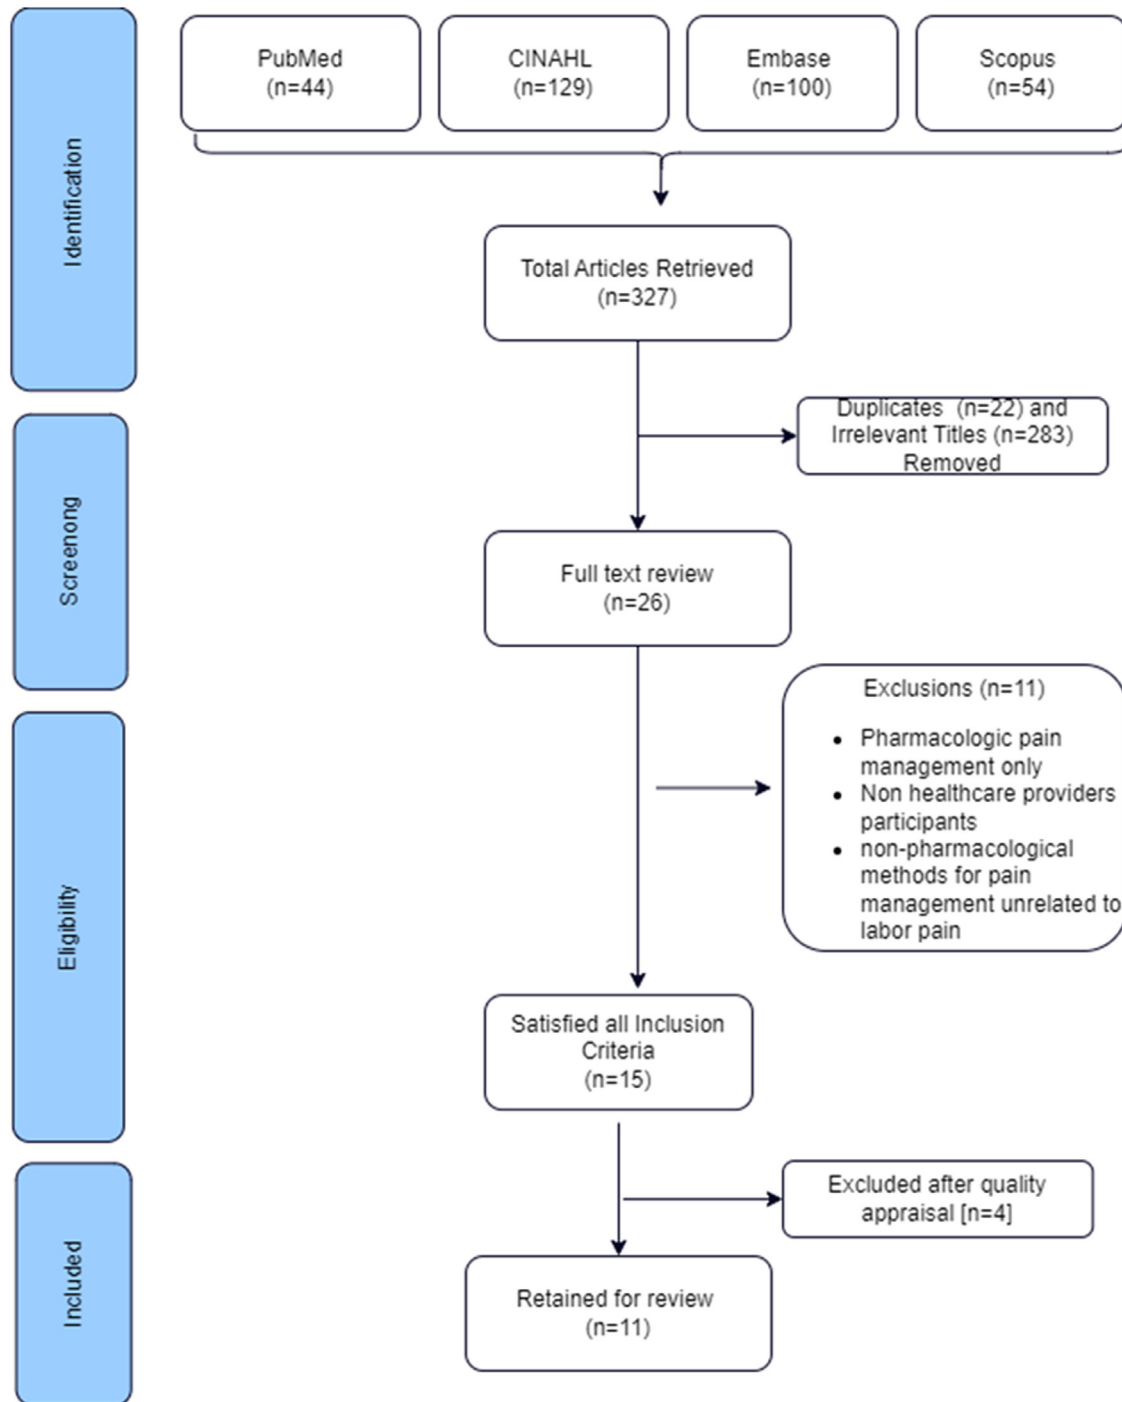 Identification
PubMed
(n=44)
CINAHL
(n=129)
Embase
(n=100)
Scopus
(n=54)
Total Articles Retrieved
(n=327)
Screenong
Duplicates (n=22) and
Irrelevant Titles (n=283)
Removed
Full text review
(n=26)
Eligibility
Exclusions (n=11)
• Pharmacologic pain
management only
• Non healthcare providers
participants
• non-pharmacological
methods for pain
management unrelated to
labor pain
Satisfied all Inclusion
Criteria
(n=15)
Included
Excluded after quality
appraisal [n=4]
Retained for review
(n=11)